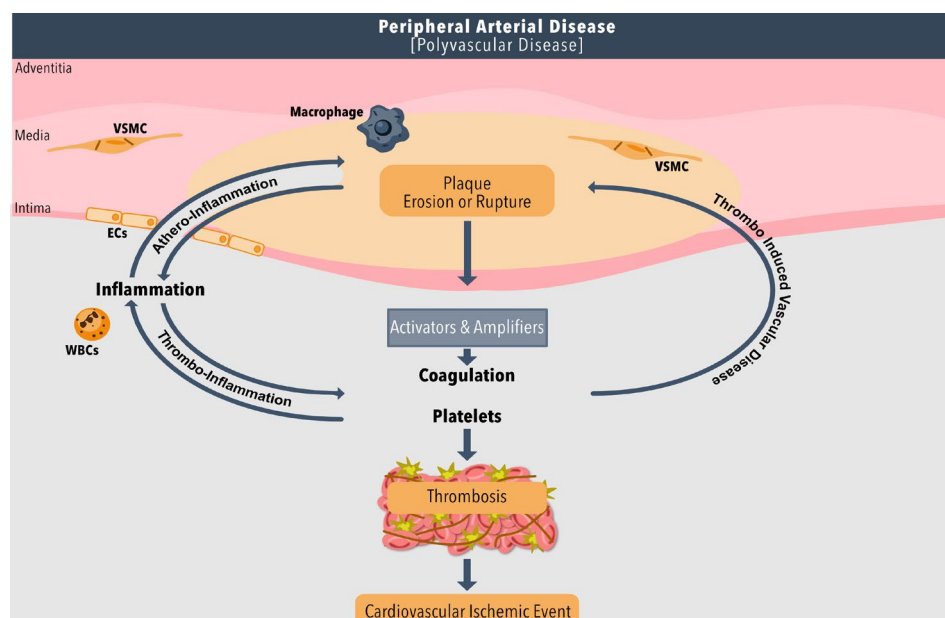 Peripheral Arterial Disease
[Polyvascular Disease]
Adventitia
Macrophage
Media
VSMC
VSMC
Plaque
Erosion or Rupture
Intima
ECs
Athero-Inflammation
Thrombo Induced Vascular Disease
Inflammation
WBCs
Thrombo-Inflammation
Activators & Amplifiers
Coagulation
Platelets
Thrombosis
Cardiovascular Ischemic Event